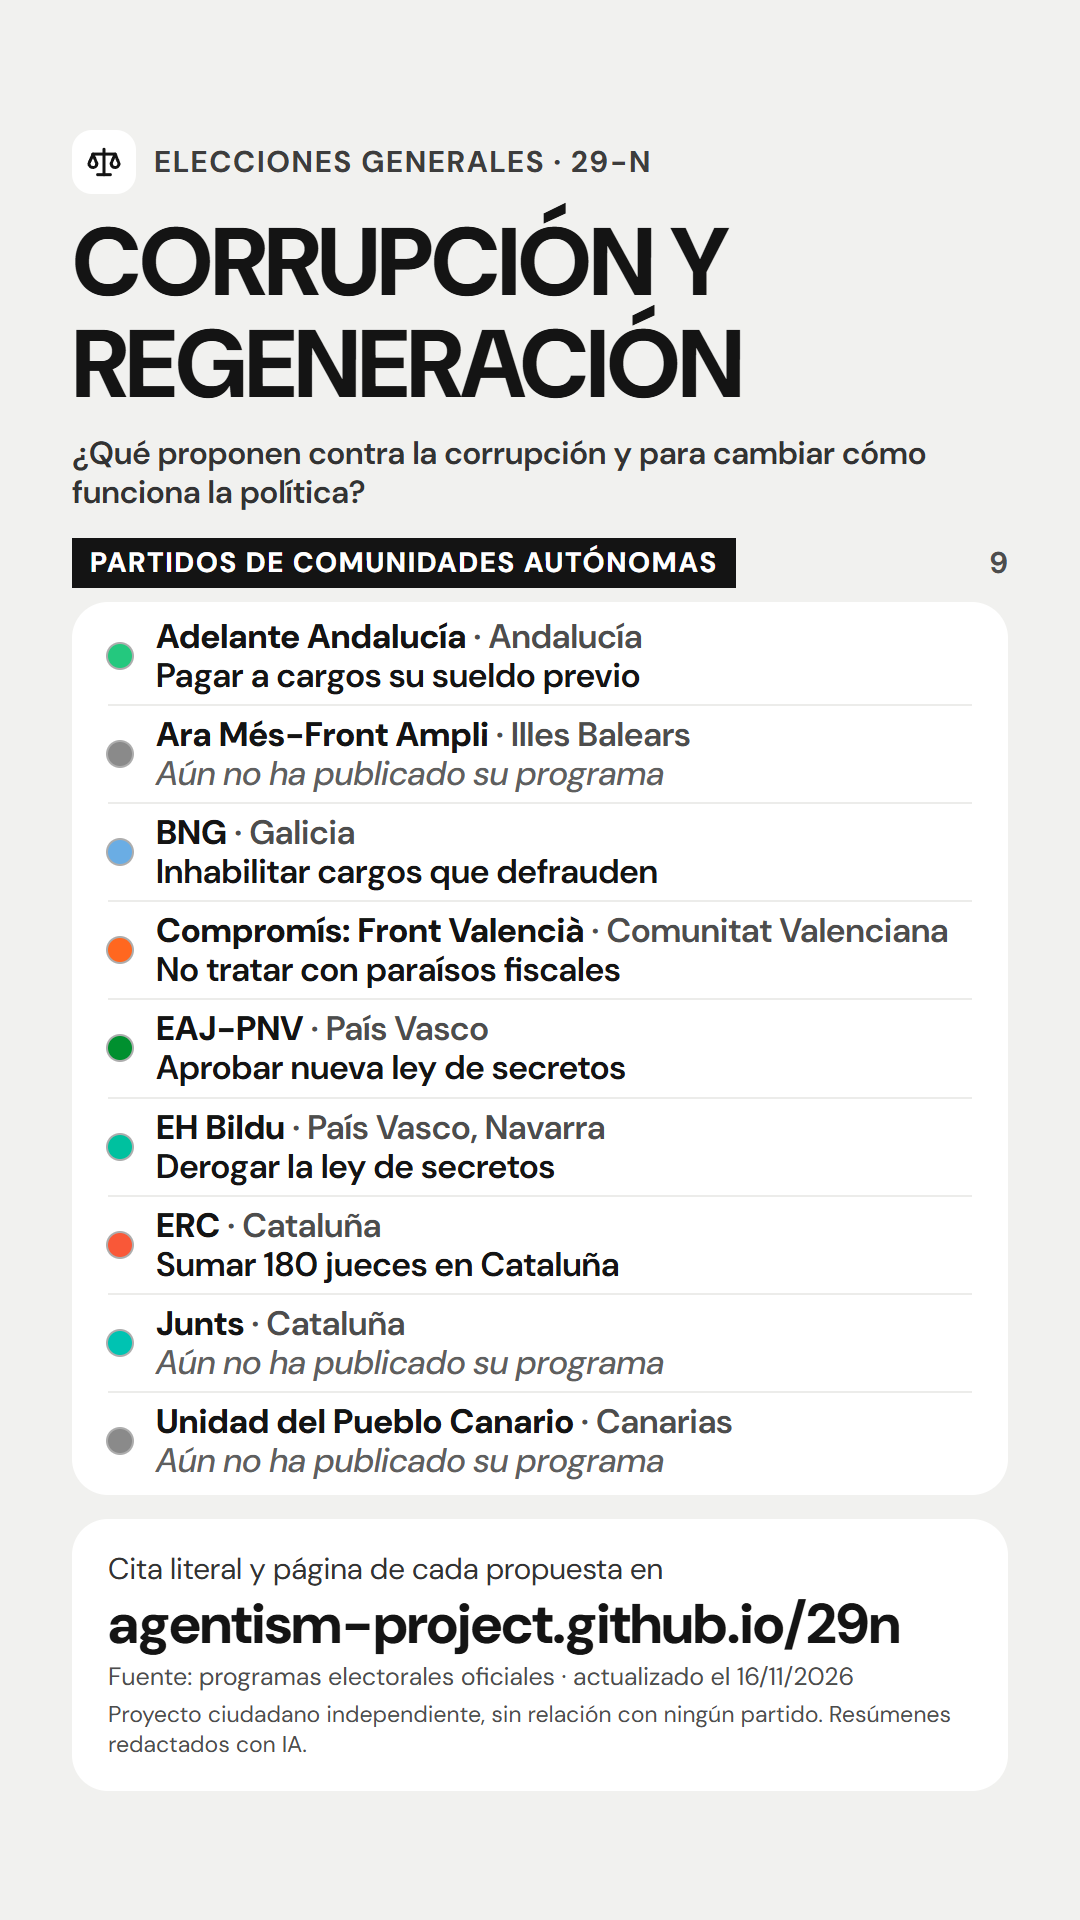 ELECCIONES GENERALES · 29-N
CORRUPCIÓN Y
REGENERACIÓN
¿Qué proponen contra la corrupción y para cambiar cómo
funciona la política?
PARTIDOS DE COMUNIDADES AUTÓNOMAS 9
Adelante Andalucía · Andalucía
Pagar a cargos su sueldo previo
Ara Més-Front Ampli · Illes Balears
Aún no ha publicado su programa
BNG · Galicia
Inhabilitar cargos que defrauden
Compromís: Front Valencià · Comunitat Valenciana
No tratar con paraísos fiscales
EAJ-PNV · País Vasco
Aprobar nueva ley de secretos
EH Bildu · País Vasco, Navarra
Derogar la ley de secretos
ERC · Cataluña
Sumar 180 jueces en Cataluña
Junts · Cataluña
Aún no ha publicado su programa
Unidad del Pueblo Canario · Canarias
Aún no ha publicado su programa
Cita literal y página de cada propuesta en
agentism-project.github.io/29n
Fuente: programas electorales oficiales · actualizado el 16/11/2026
Proyecto ciudadano independiente, sin relación con ningún partido. Resúmenes
redactados con IA.